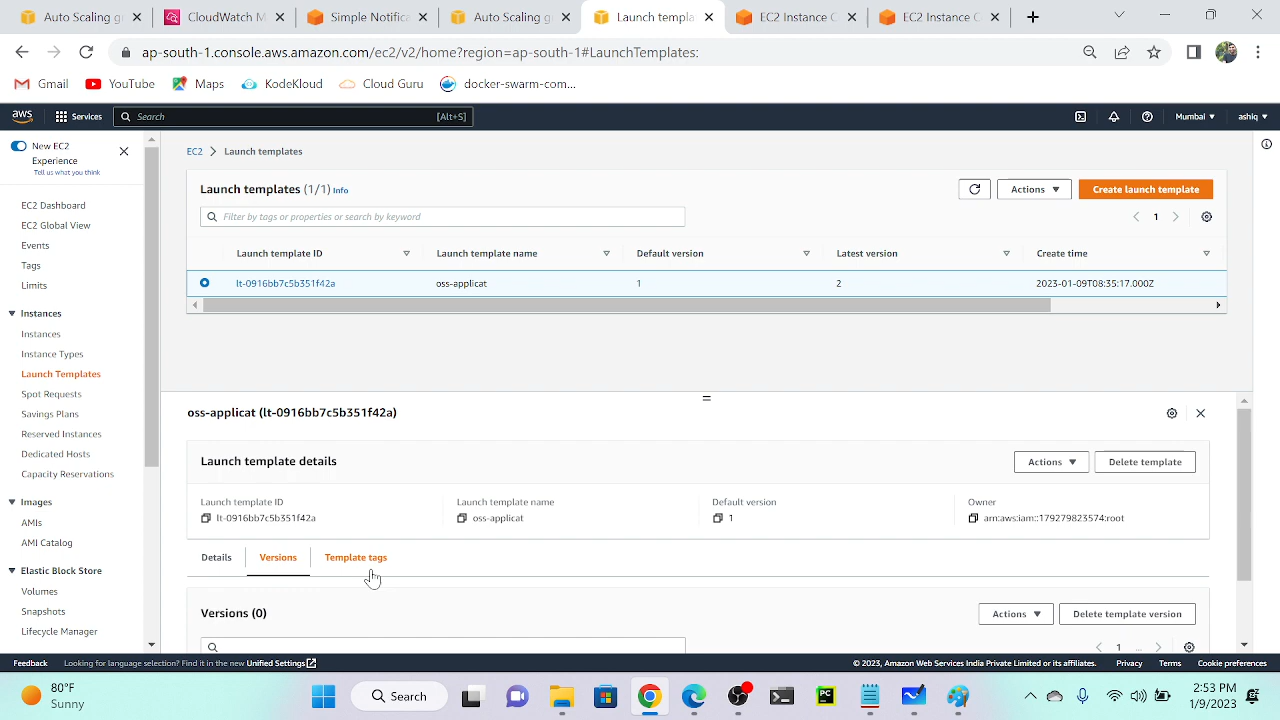 Auto Scaling g
CloudWatch M
Simple Notifica
Auto Scaling g
Launch templa
EC2 Instance C
EC2 Instance C
ap-south-1.console.aws.amazon.com/ec2/v2/home?region=ap-south-1#LaunchTemplates:
Gmail
YouTube
Maps
KodeKloud
Cloud Guru
docker-swarm-com...
aws
Services
Search
[Alt+S]
Mumbai
ashiq
New EC2
Experience
Tell us what you think
EC2 Dashboard
EC2 Global View
Events
Tags
Limits
Instances
Instances
Instance Types
Launch Templates
Spot Requests
Savings Plans
Reserved Instances
Dedicated Hosts
Capacity Reservations
Images
AMIs
AMI Catalog
Elastic Block Store
Volumes
Snapshots
Lifecycle Manager
EC2 > Launch templates
Launch templates (1/1) Info
Actions
Create launch template
Filter by tags or properties or search by keyword
1
Launch template ID
Launch template name
Default version
Latest version
Create time
lt-0916bb7c5b351f42a
oss-applicat
1
2
2023-01-09T08:35:17.000Z
oss-applicat (lt-0916bb7c5b351f42a)
Launch template details
Actions
Delete template
Launch template ID
lt-0916bb7c5b351f42a
Launch template name
oss-applicat
Default version
1
Owner
arn:aws:iam::179279823574:root
Details
Versions
Template tags
Versions (0)
Actions
Delete template version
1 ...
Feedback
Looking for language selection? Find it in the new Unified Settings
© 2023, Amazon Web Services India Private Limited or its affiliates.
Privacy
Terms
Cookie preferences
80°F
Sunny
Search
PC
2:53 PM
1/9/2023